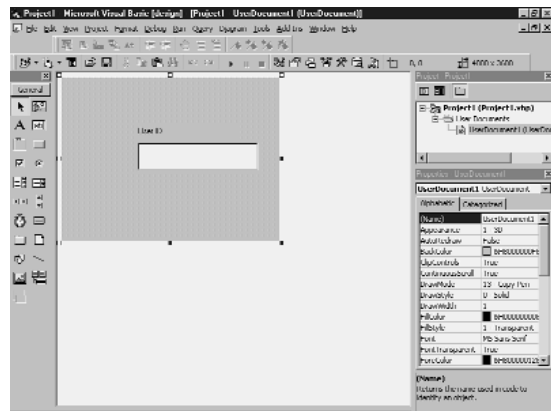 Project1 - Microsoft Visual Basic [design] - [Project1 - UserDocument1 (UserDocument)]
File Edit View Project Format Debug Run Query Diagram Tools Add-Ins Window Help
0, 0 4800 x 3600
General
A
User ID
Project - Project1
Project1 (Project1.vbp)
User Documents
UserDocument1 (UserDoc
Properties - UserDocument1
UserDocument1 UserDocument
Alphabetic Categorized
(Name) UserDocument1
Appearance 1 - 3D
AutoRedraw False
BackColor
ClipControls True
ContinuousScroll True
DrawMode 13 - Copy Pen
DrawStyle 0 - Solid
DrawWidth 1
FillColor
FillStyle 1 - Transparent
Font MS Sans Serif
FontTransparent True
ForeColor
(Name)
Returns the name used in code to
identify an object.